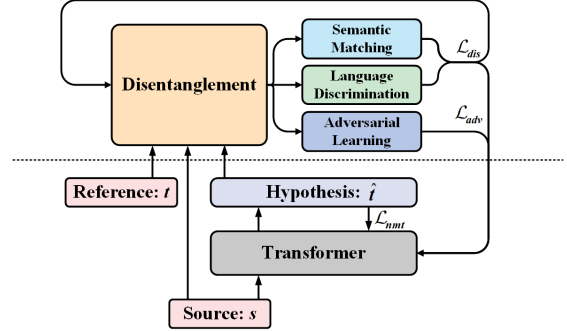 Semantic
Matching
Disentanglement
Language
Discrimination
Adversarial
Learning
ℒdis
ℒadv
Reference: t
Hypothesis: t̂
ℒnmt
Transformer
Source: s